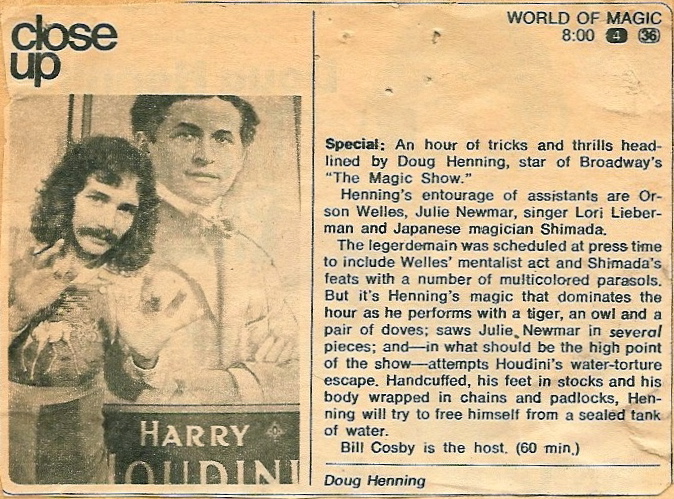 close
up
WORLD OF MAGIC
8:00 4 36
Special: An hour of tricks and thrills head-
lined by Doug Henning, star of Broadway's
"The Magic Show."
Henning's entourage of assistants are Or-
son Welles, Julie Newmar, singer Lori Lieber-
man and Japanese magician Shimada.
The legerdemain was scheduled at press time
to include Welles' mentalist act and Shimada's
feats with a number of multicolored parasols.
But it's Henning's magic that dominates the
hour as he performs with a tiger, an owl and a
pair of doves; saws Julie Newmar in several
pieces; and—in what should be the high point
of the show—attempts Houdini's water-torture
escape. Handcuffed, his feet in stocks and his
body wrapped in chains and padlocks, Hen-
ning will try to free himself from a sealed tank
of water.
Bill Cosby is the host. (60 min.)
Doug Henning
HARRY
HOUDINI